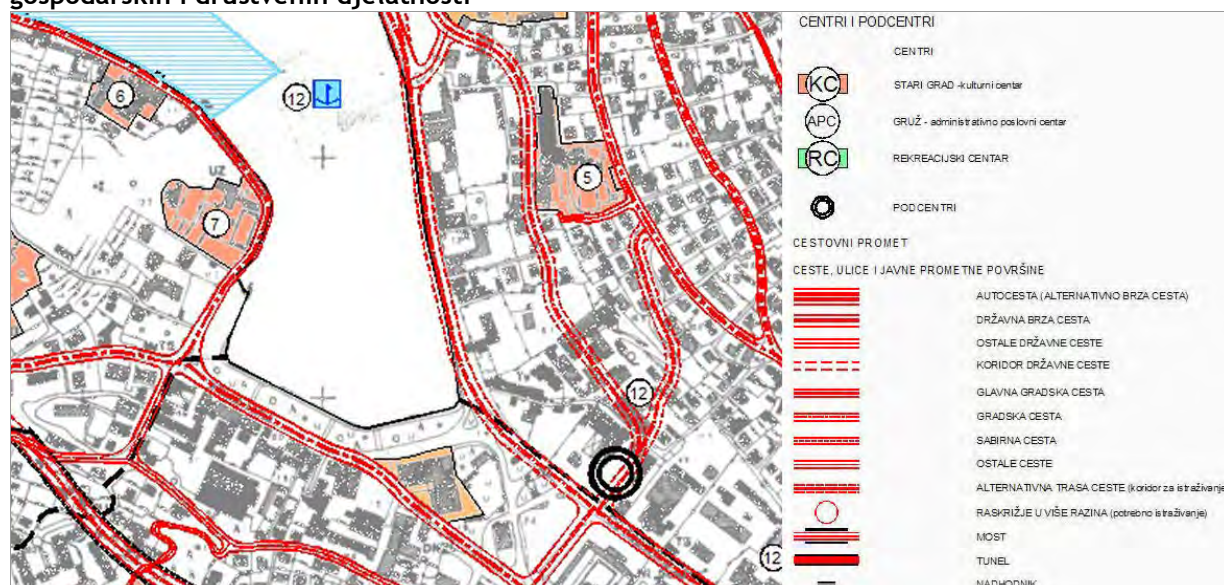 gospodarskih i društvenih djelatnosti
CENTRI I PODCENTRI
CENTRI
KC
STARI GRAD -kulturni centar
APC
GRUŽ - administrativno poslovni centar
RC
REKREACIJSKI CENTAR
PODCENTRI
CESTOVNI PROMET
CESTE, ULICE I JAVNE PROMETNE POVRŠINE
AUTOCESTA (ALTERNATIVNO BRZA CESTA)
DRŽAVNA BRZA CESTA
OSTALE DRŽAVNE CESTE
KORIDOR DRŽAVNE CESTE
GLAVNA GRADSKA CESTA
GRADSKA CESTA
SABIRNA CESTA
OSTALE CESTE
ALTERNATIVNA TRASA CESTE (koridor za istraživanje
RASKRIŽJE U VIŠE RAZINA (potrebno istraživanje)
MOST
TUNEL
NADHODNIK
6
12
5
UZ
7
12
12